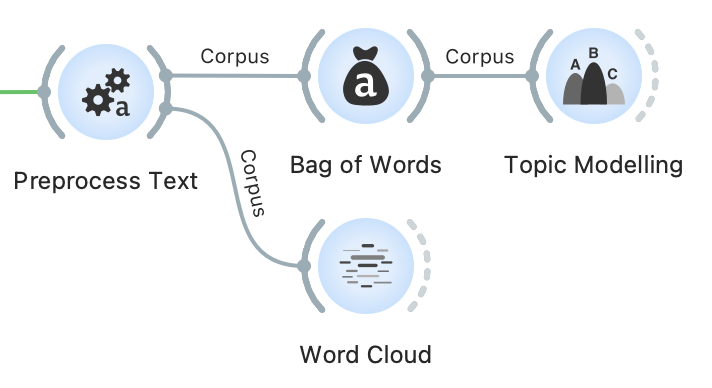 Corpus
Corpus
A
B
C
a
a
Bag of Words
Topic Modelling
Preprocess Text
Corpus
Word Cloud